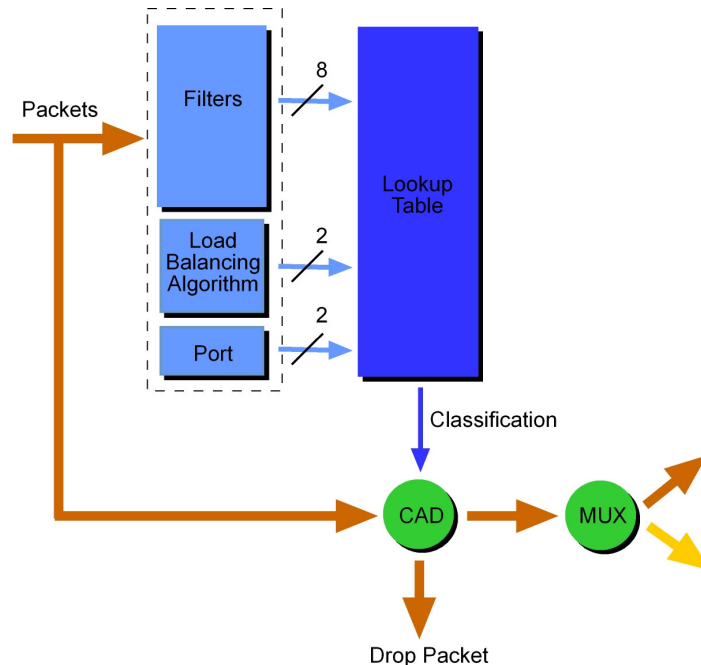 8
Packets
Filters
Lookup
Table
2
Load
Balancing
Algorithm
2
Port
Classification
CAD
MUX
Drop Packet